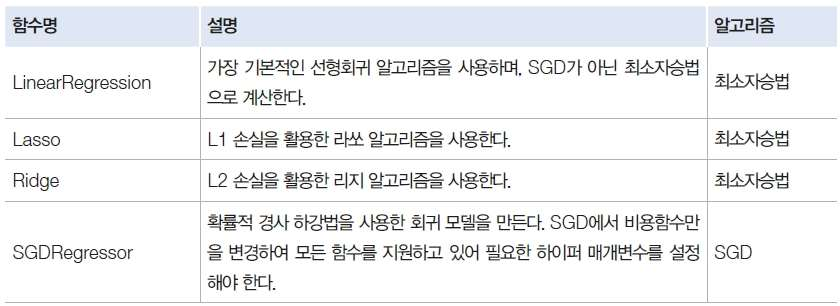 함수명 설명 알고리즘
가장 기본적인 선형회귀 알고리즘을 사용하며, SGD가 아닌 최소자승법
LinearRegression 최소자승법
으로 계산한다.
Lasso L1 손실을 활용한 라쏘 알고리즘을 사용한다. 최소자승법
Ridge L2 손실을 활용한 리지 알고리즘을 사용한다. 최소자승법
확률적 경사 하강법을 사용한 회귀 모델을 만든다. SGD에서 비용함수만
SGDRegressor 을 변경하여 모든 함수를 지원하고 있어 필요한 하이퍼 매개변수를 설정 SGD
해야 한다.